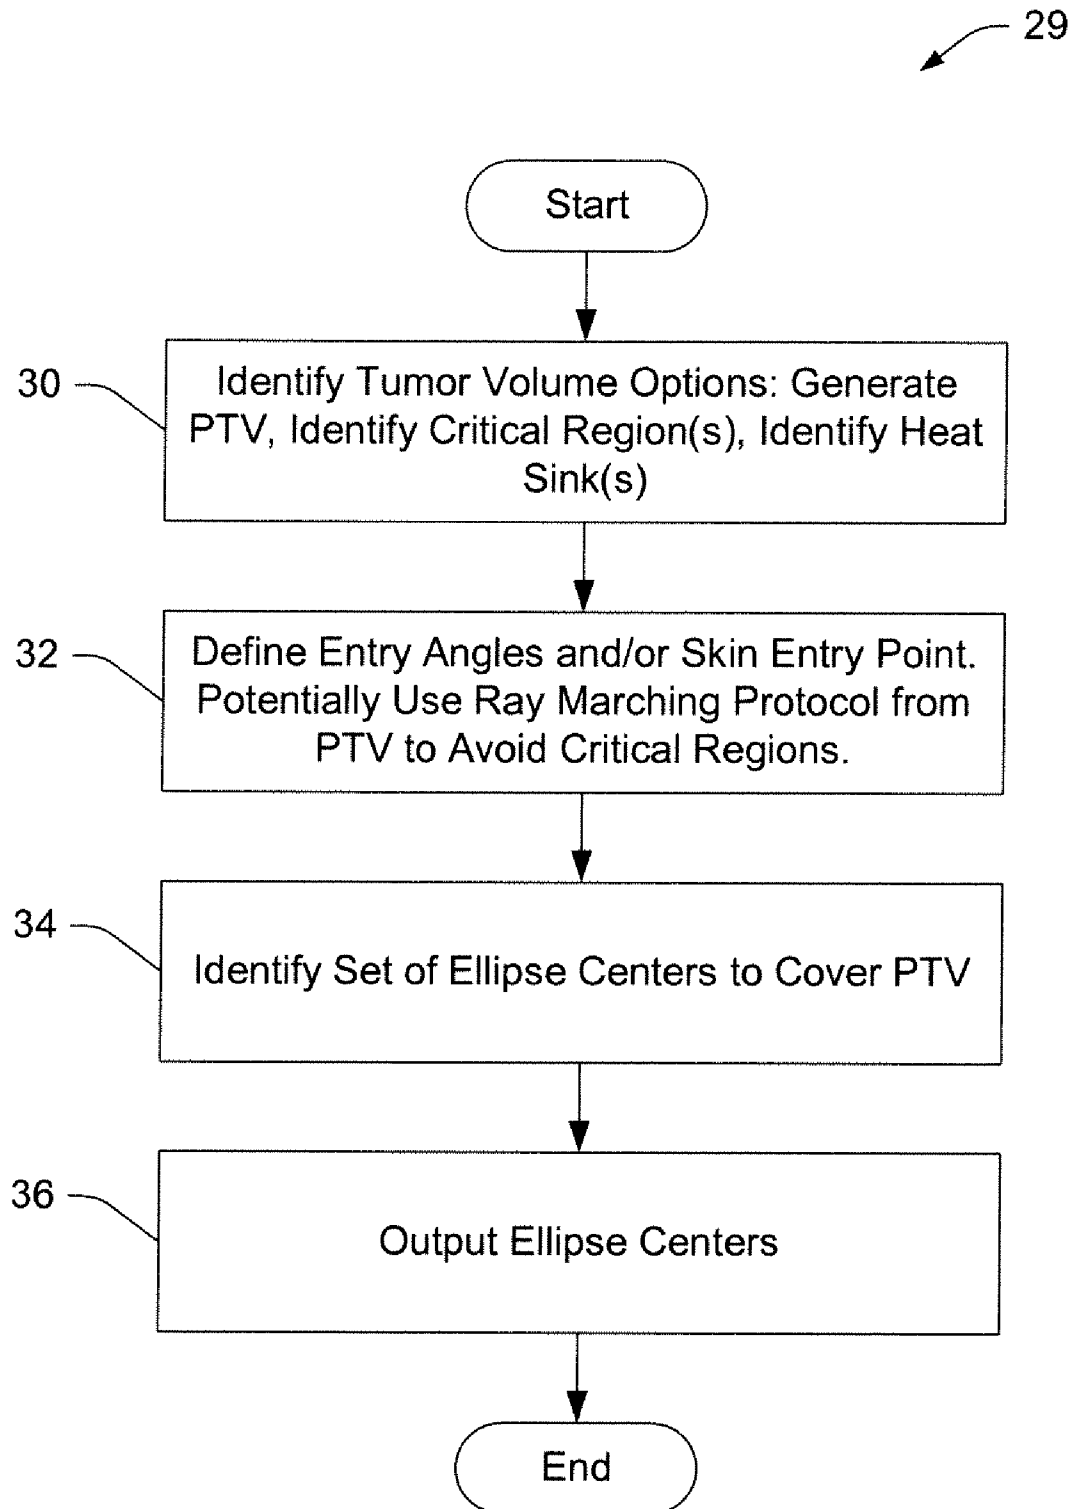 29
Start
30
Identify Tumor Volume Options: Generate
PTV, Identify Critical Region(s), Identify Heat
Sink(s)
32
Define Entry Angles and/or Skin Entry Point.
Potentially Use Ray Marching Protocol from
PTV to Avoid Critical Regions.
34
Identify Set of Ellipse Centers to Cover PTV
36
Output Ellipse Centers
End